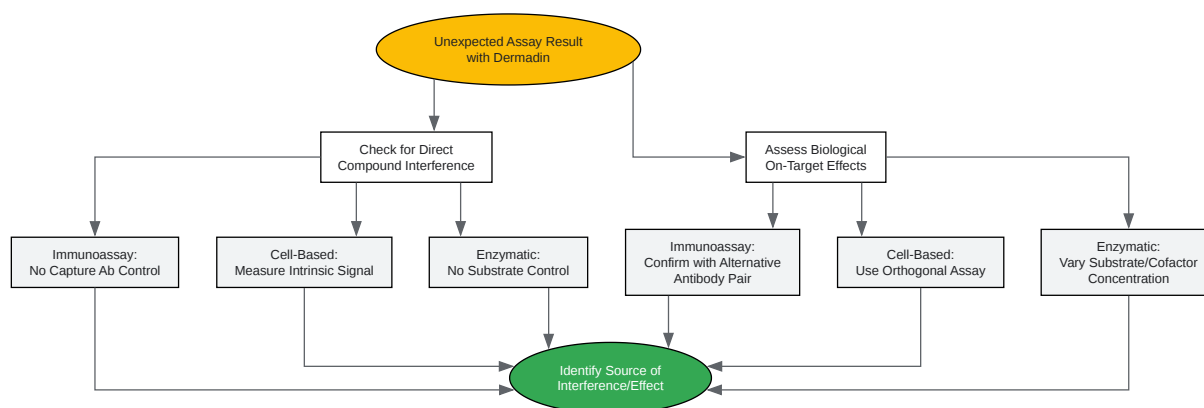 Unexpected Assay Result
with Dermadin
Check for Direct
Compound Interference
Assess Biological
On-Target Effects
Immunoassay:
No Capture Ab Control
Cell-Based:
Measure Intrinsic Signal
Enzymatic:
No Substrate Control
Immunoassay:
Confirm with Alternative
Antibody Pair
Cell-Based:
Use Orthogonal Assay
Enzymatic:
Vary Substrate/Cofactor
Concentration
Identify Source of
Interference/Effect